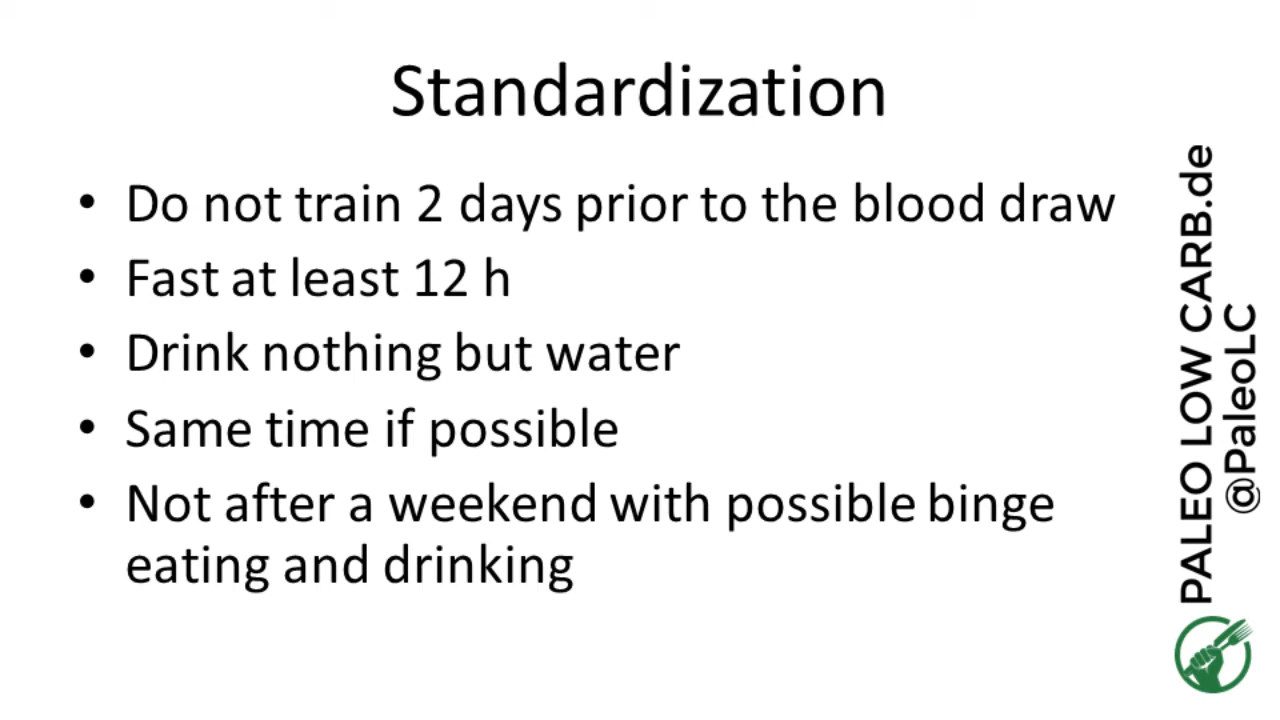 Standardization
• Do not train 2 days prior to the blood draw
• Fast at least 12 h
• Drink nothing but water
• Same time if possible
• Not after a weekend with possible binge
eating and drinking
PALEO LOW CARB.de
@PaleoLC